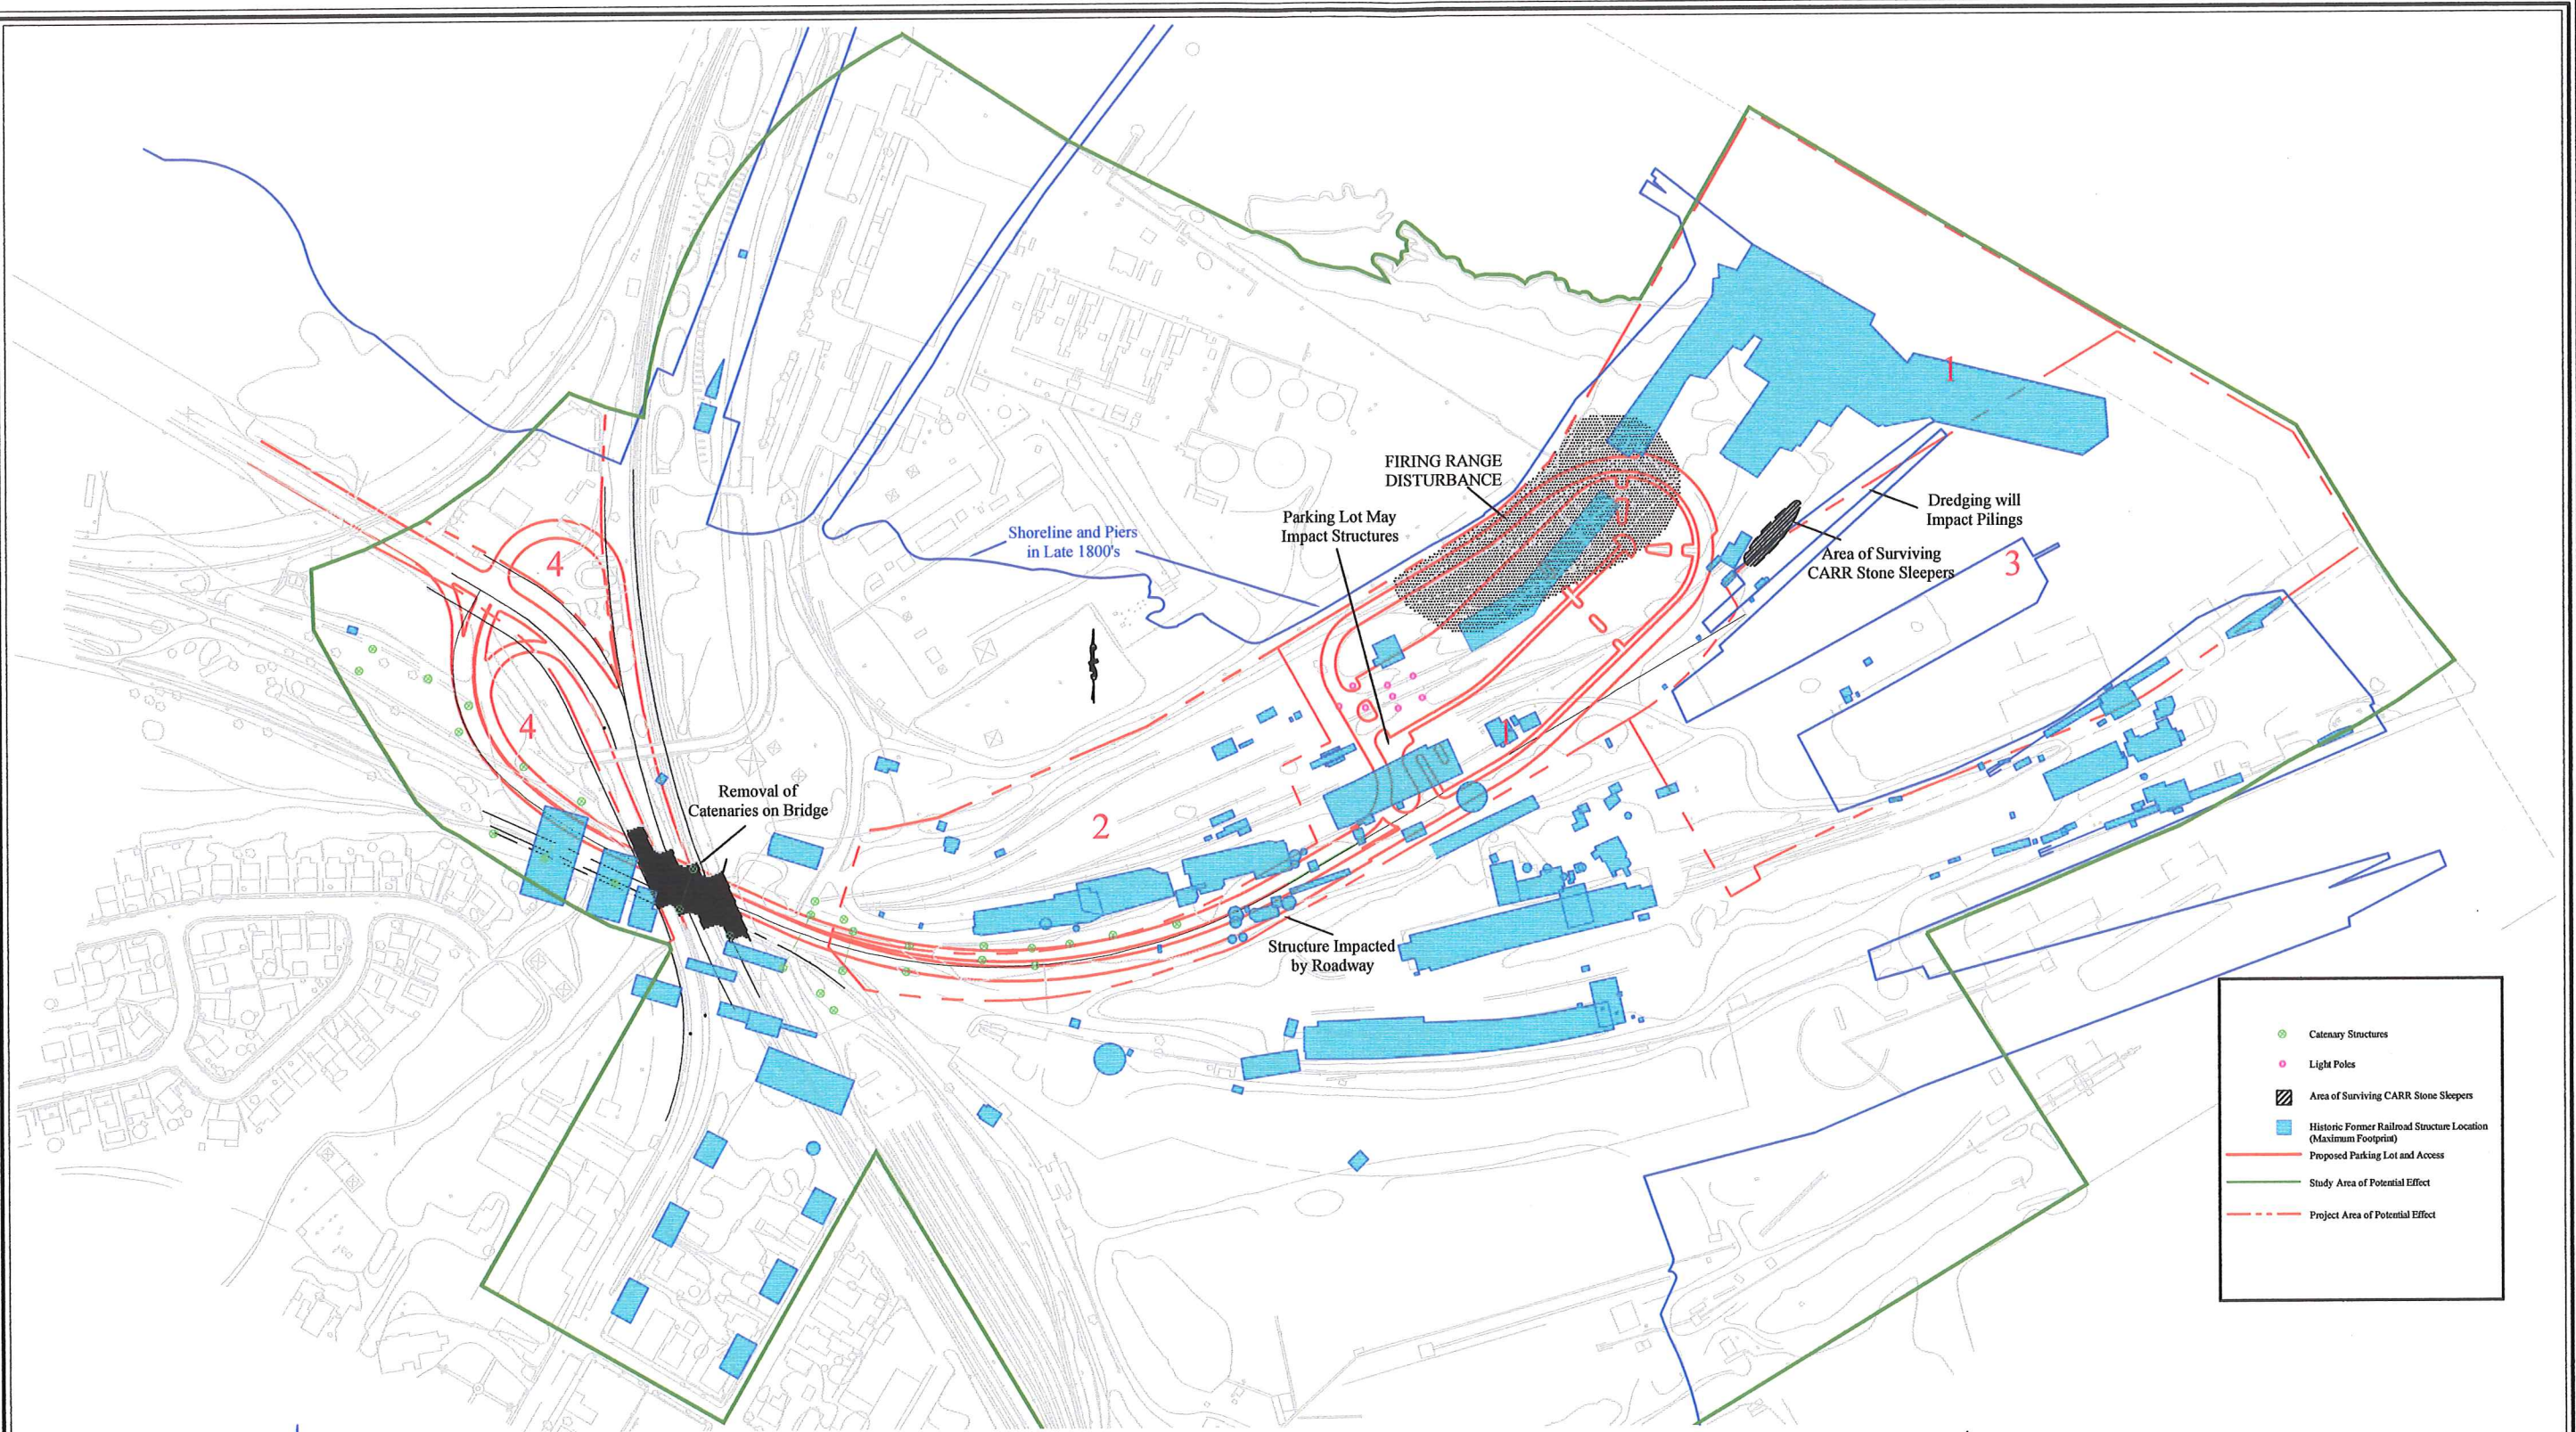 1
FIRING RANGE
DISTURBANCE
Parking Lot May
Impact Structures
Dredging will
Impact Pilings
Shoreline and Piers
in Late 1800's
Area of Surviving
CARR Stone Sleepers
3
4
4
1
Removal of
Catenaries on Bridge
2
Structure Impacted
by Roadway
Catenary Structures
Light Poles
Area of Surviving CARR Stone Sleepers
Historic Former Railroad Structure Location
(Maximum Footprint)
Proposed Parking Lot and Access
Study Area of Potential Effect
Project Area of Potential Effect